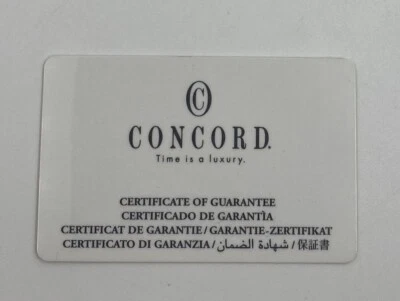 C
CONCORD.
Time is a luxury.
CERTIFICATE OF GUARANTEE
CERTIFICADO DE GARANTÍA
CERTIFICAT DE GARANTIE / GARANTIE-ZERTIFIKAT
CERTIFICATO DI GARANZIA / شهادة الضمان / 保証書